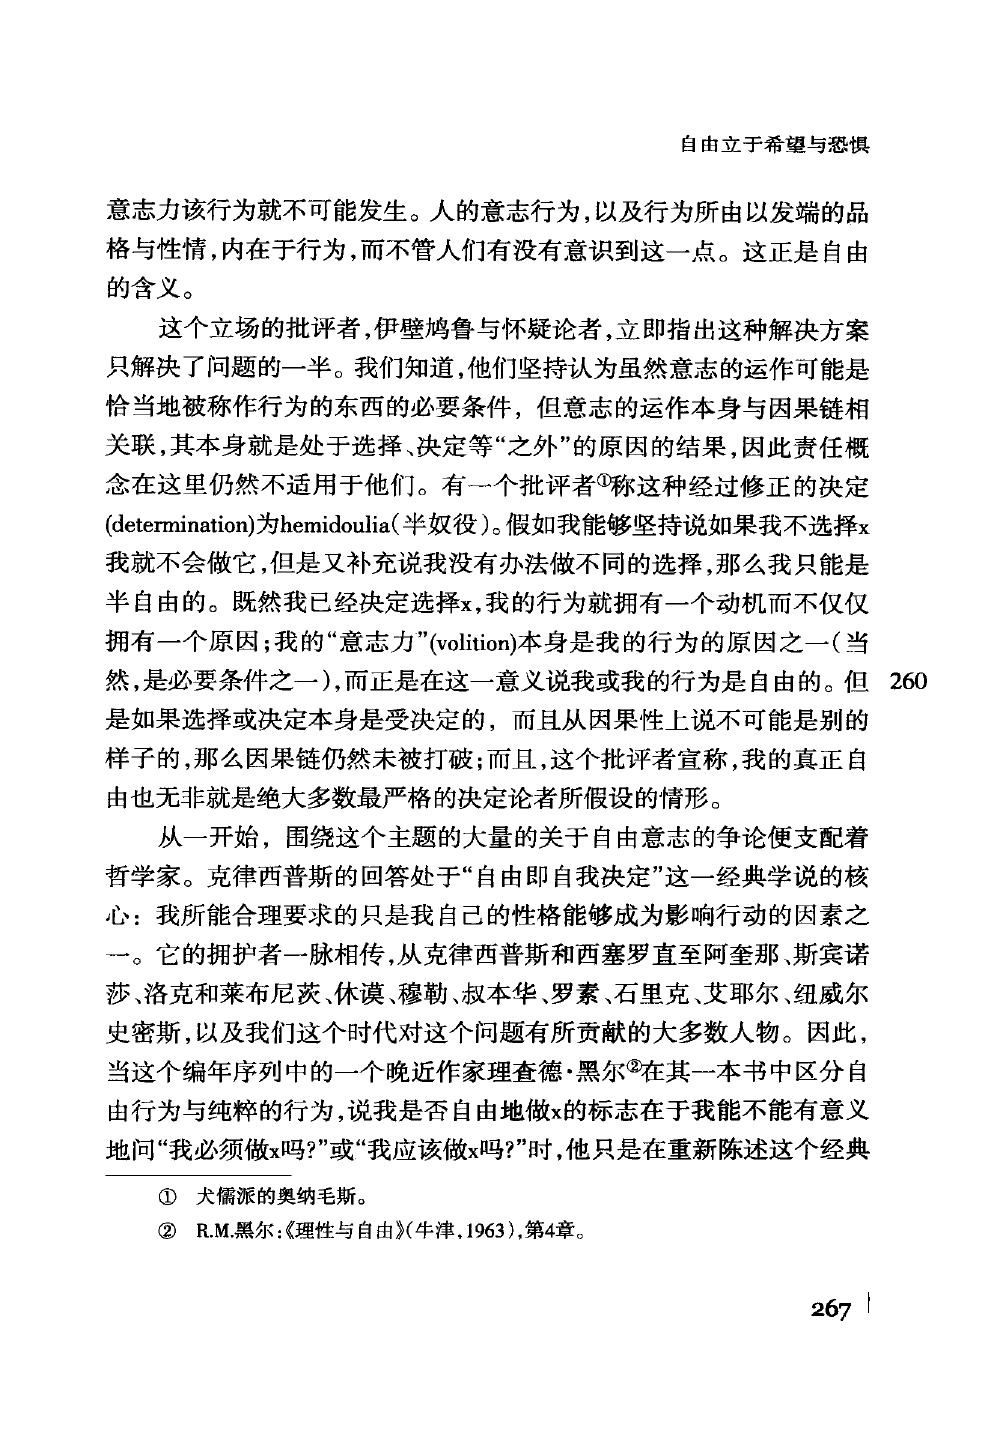 自由立于希望与恐惧
意志力该行为就不可能发生。人的意志行为,以及行为所由以发端的品
格与性情,内在于行为,而不管人们有没有意识到这一点。这正是自由
的含义。
这个立场的批评者,伊壁鸠鲁与怀疑论者,立即指出这种解决方案
只解决了问题的一半。我们知道,他们坚持认为虽然意志的运作可能是
恰当地被称作行为的东西的必要条件，但意志的运作本身与因果链相
关联,其本身就是处于选择、决定等“之外”的原因的结果,因此责任概
念在这里仍然不适用于他们。有一个批评者①称这种经过修正的决定
(determination)为hemidoulia(半奴役)。假如我能够坚持说如果我不选择x
我就不会做它,但是又补充说我没有办法做不同的选择,那么我只能是
半自由的。既然我已经决定选择x,我的行为就拥有一个动机而不仅仅
拥有一个原因;我的“意志力”(volition)本身是我的行为的原因之一(当
然,是必要条件之一),而正是在这一意义说我或我的行为是自由的。但 260
是如果选择或决定本身是受决定的，而且从因果性上说不可能是别的
样子的,那么因果链仍然未被打破;而且,这个批评者宣称,我的真正自
由也无非就是绝大多数最严格的决定论者所假设的情形。
从一开始，围绕这个主题的大量的关于自由意志的争论便支配着
哲学家。克律西普斯的回答处于“自由即自我决定”这一经典学说的核
心：我所能合理要求的只是我自己的性格能够成为影响行动的因素之
一。它的拥护者一脉相传,从克律西普斯和西塞罗直至阿奎那、斯宾诺
莎、洛克和莱布尼茨、休谟、穆勒、叔本华、罗素、石里克、艾耶尔、纽威尔
史密斯,以及我们这个时代对这个问题有所贡献的大多数人物。因此,
当这个编年序列中的一个晚近作家理查德·黑尔②在其一本书中区分自
由行为与纯粹的行为,说我是否自由地做x的标志在于我能不能有意义
地问“我必须做x吗?”或“我应该做x吗?”时,他只是在重新陈述这个经典
① 犬儒派的奥纳毛斯。
② R.M.黑尔:《理性与自由》(牛津,1963),第4章。
267